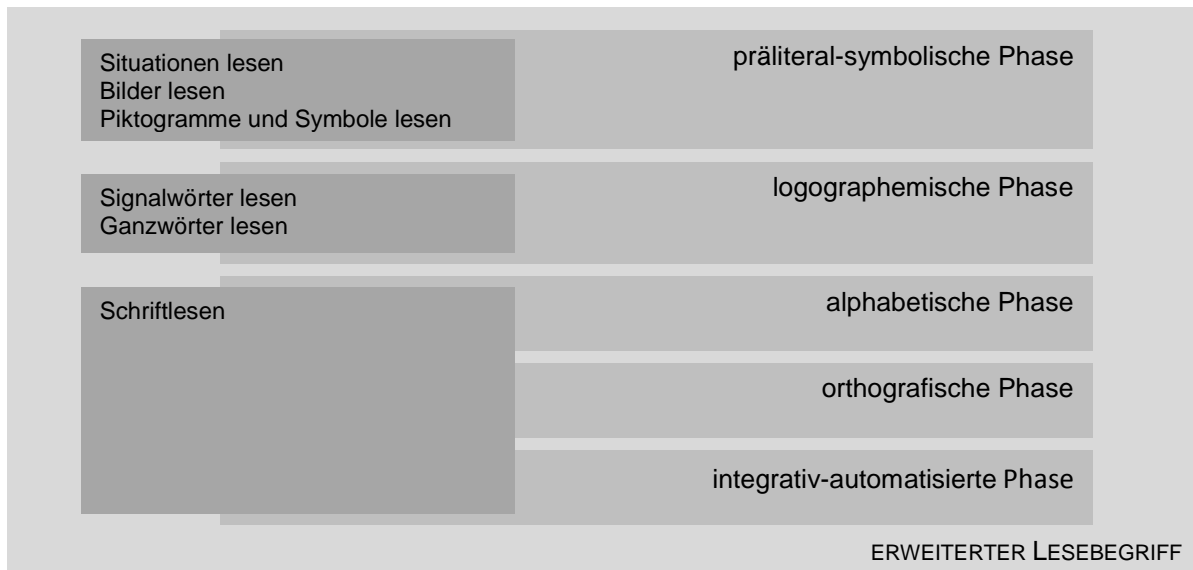 Situationen lesen
Bilder lesen
Piktogramme und Symbole lesen
präliteral-symbolische Phase
Signalwörter lesen
Ganzwörter lesen
logographemische Phase
Schriftlesen
alphabetische Phase
orthografische Phase
integrativ-automatisierte Phase
ERWEITERTER LESEBEGRIFF